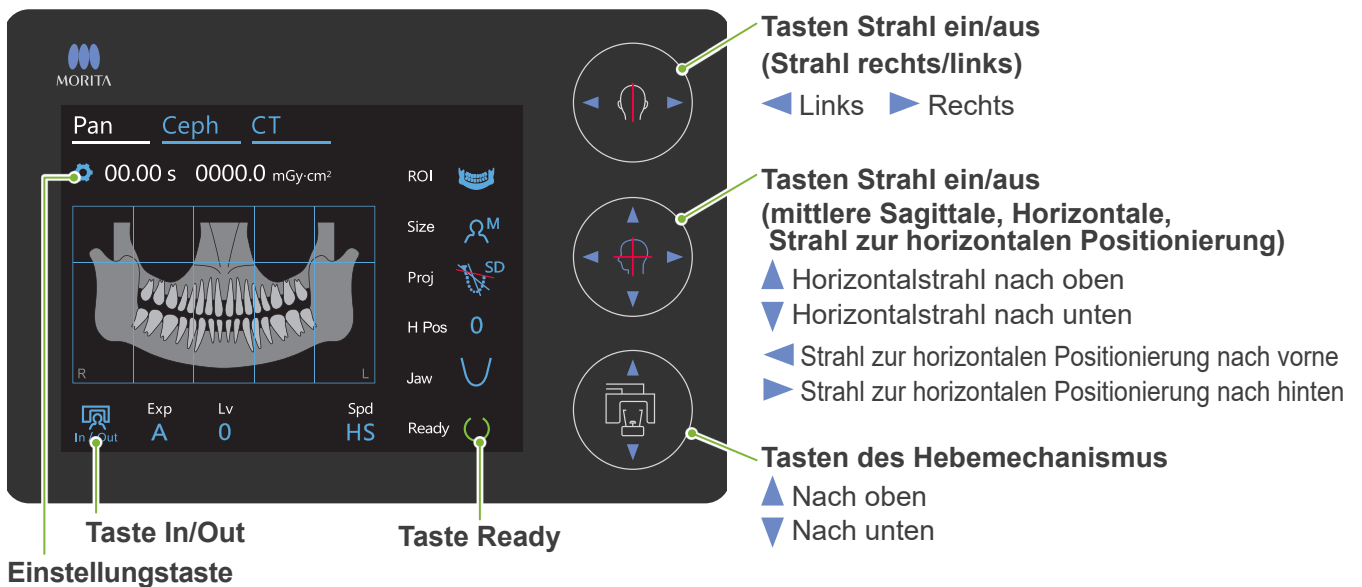 MORITA
Pan Ceph CT
00.00 s 0000.0 mGy·cm²
ROI
Size M
Proj SD
H Pos 0
Jaw
Ready
R L
In / Out
Exp Lv Spd
A 0 HS
Taste In/Out
Taste Ready
Einstellungstaste
Tasten Strahl ein/aus
(Strahl rechts/links)
◀ Links ▶ Rechts
Tasten Strahl ein/aus
(mittlere Sagittale, Horizontale,
Strahl zur horizontalen Positionierung)
▲ Horizontalstrahl nach oben
▼ Horizontalstrahl nach unten
◀ Strahl zur horizontalen Positionierung nach vorne
▶ Strahl zur horizontalen Positionierung nach hinten
Tasten des Hebemechanismus
▲ Nach oben
▼ Nach unten